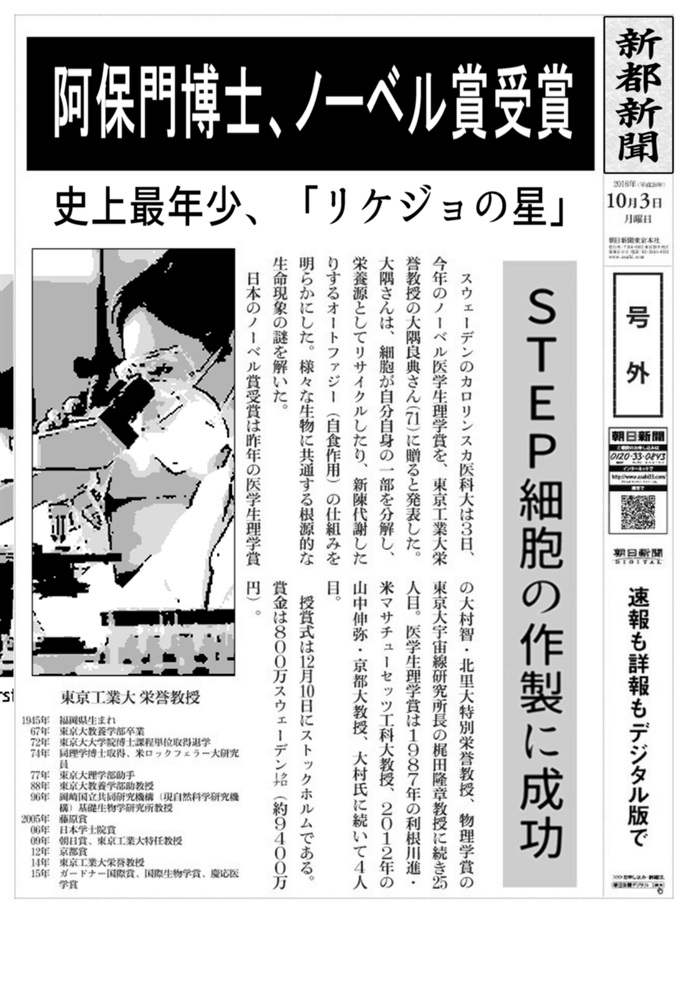 阿保門博士、ノーベル賞受賞
史上最年少、「リケジョの星」
新都新聞
2016年(平成28年)
10月3日
月曜日
朝日新聞東京本社
号外
朝日新聞
0120-33-0843
インターネットで
http://www.asahi23.com/
朝日新聞
DIGITAL
速報も詳報もデジタル版で
STEP細胞の作製に成功
スウェーデンのカロリンスカ医科大は3日、
今年のノーベル医学生理学賞を、東京工業大栄
誉教授の大隅良典さん(71)に贈ると発表した。
大隅さんは、細胞が自分自身の一部を分解し、
栄養源としてリサイクルしたり、新陳代謝した
りするオートファジー(自食作用)の仕組みを
明らかにした。様々な生物に共通する根源的な
生命現象の謎を解いた。
日本のノーベル賞受賞は昨年の医学生理学賞
の大村智・北里大特別栄誉教授、物理学賞の
東京大宇宙線研究所長の梶田隆章教授に続き25
人目。医学生理学賞は1987年の利根川進・
米マサチューセッツ工科大教授、2012年の
山中伸弥・京都大教授、大村氏に続いて4人
目。
授賞式は12月10日にストックホルムである。
賞金は800万スウェーデンクローナ(約9400万
円)。
東京工業大 栄誉教授
1945年 福岡県生まれ
67年 東京大教養学部卒業
72年 東京大大学院博士課程単位取得退学
74年 同理学博士取得、米ロックフェラー大研究
員
77年 東京大理学部助手
88年 東京大教養学部助教授
96年 岡崎国立共同研究機構(現自然科学研究機
構)基礎生物学研究所教授
2005年 藤原賞
06年 日本学士院賞
09年 朝日賞、東京工業大特任教授
12年 京都賞
14年 東京工業大栄誉教授
15年 ガードナー国際賞、国際生物学賞、慶応医
学賞